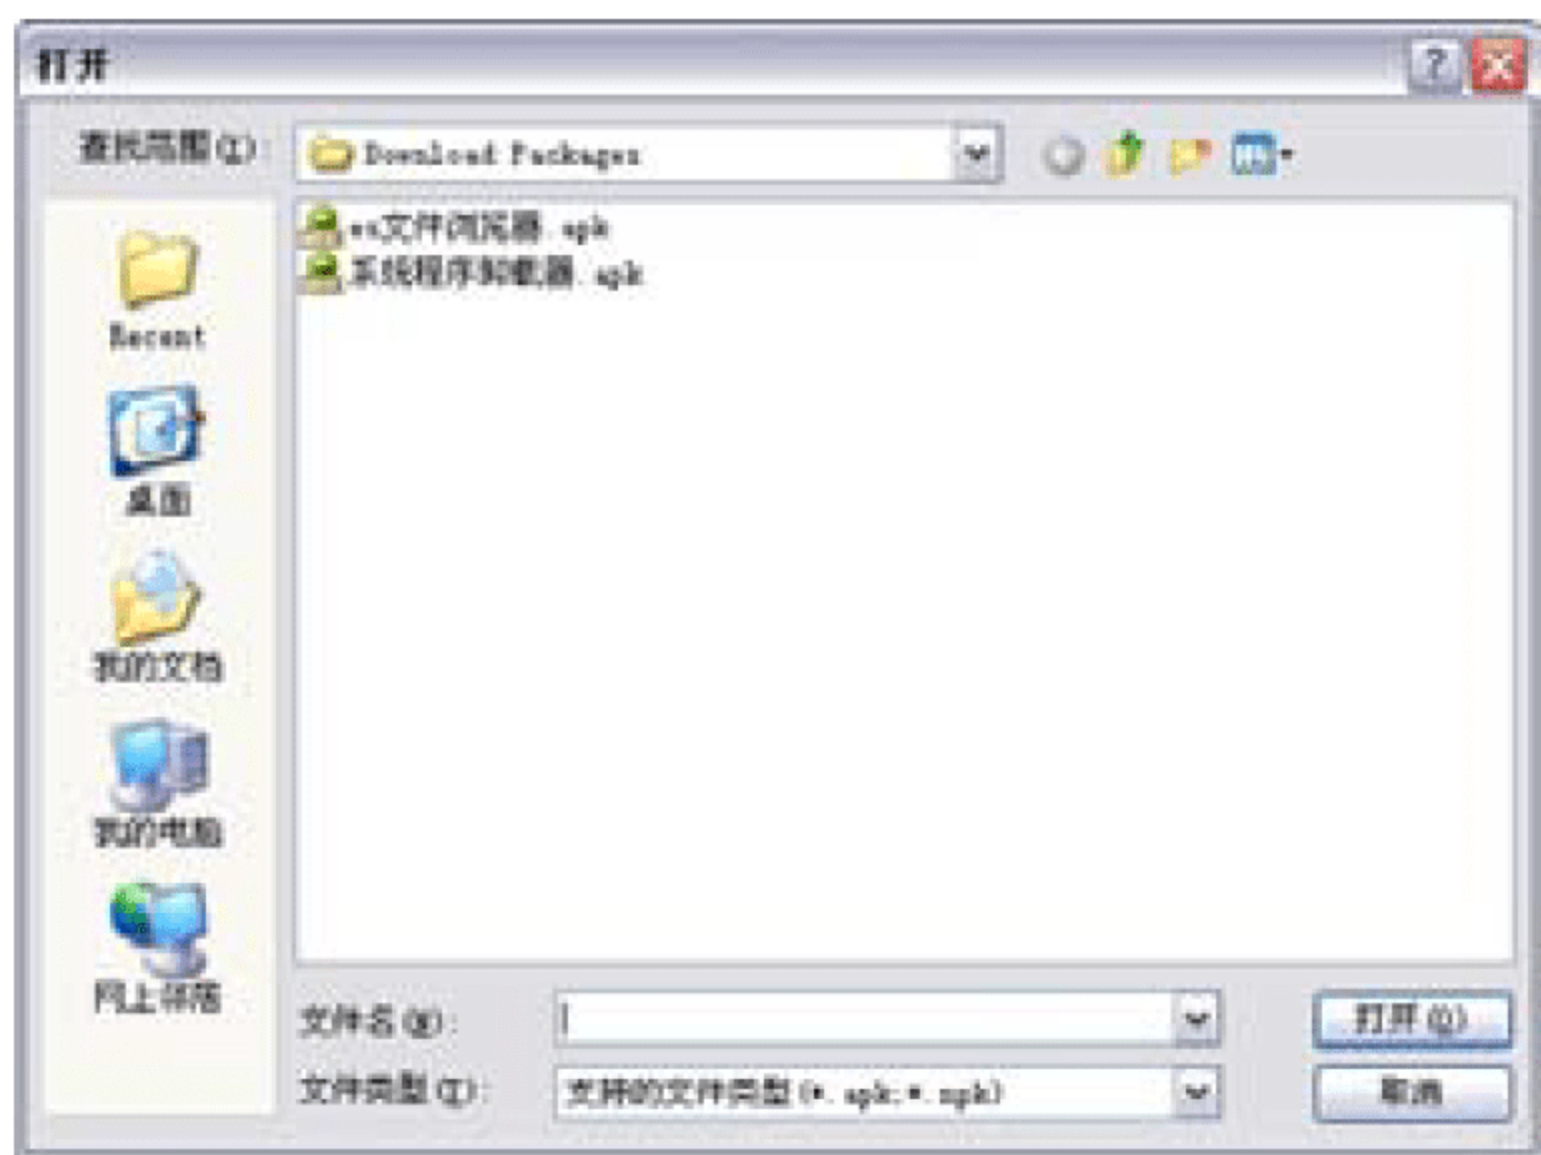 打开
查找范围(I):
Download Packages
es文件浏览器.apk
系统程序卸载器.apk
Recent
桌面
我的文档
我的电脑
网上邻居
文件名(N):
打开(O)
文件类型(T):
支持的文件类型(*.apk;*.mpk)
取消